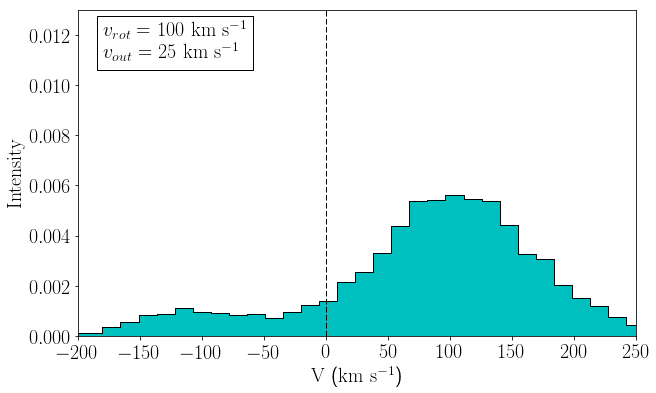 v_rot = 100 km s⁻¹
v_out = 25 km s⁻¹
0.012
0.010
0.008
0.006
0.004
0.002
0.000
Intensity
−200 −150 −100 −50 0 50 100 150 200 250
V (km s⁻¹)